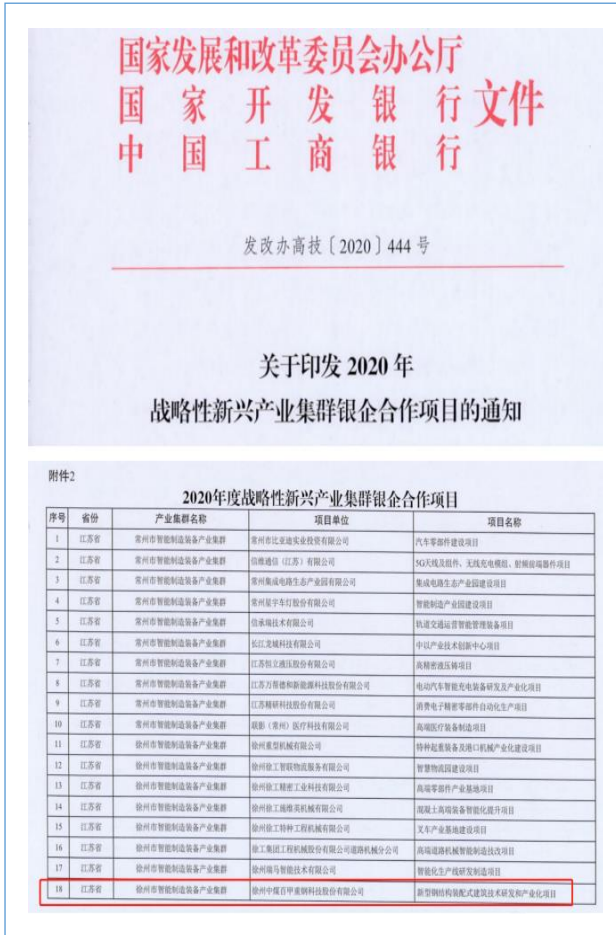 国家发展和改革委员会办公厅
国家开发银行 文件
中国工商银行
发改办高技〔2020〕444号
关于印发 2020 年
战略性新兴产业集群银企合作项目的通知
附件2
2020年度战略性新兴产业集群银企合作项目
序号 省份 产业集群名称 项目单位 项目名称
1 江苏省 常州市智能制造装备产业集群 常州市比亚迪实业投资有限公司 汽车零部件建设项目
2 江苏省 常州市智能制造装备产业集群 信维通信（江苏）有限公司 5G天线及组件、无线充电模组、射频前端器件项目
3 江苏省 常州市智能制造装备产业集群 常州集成电路生态产业园有限公司 集成电路生态产业园建设项目
4 江苏省 常州市智能制造装备产业集群 常州星宇车灯股份有限公司 智能制造产业园建设项目
5 江苏省 常州市智能制造装备产业集群 信承瑞技术有限公司 轨道交通运营智能管理装备项目
6 江苏省 常州市智能制造装备产业集群 长江龙城科技有限公司 中以产业技术创新中心项目
7 江苏省 常州市智能制造装备产业集群 江苏恒立液压股份有限公司 高精密液压铸项目
8 江苏省 常州市智能制造装备产业集群 江苏万帮德和新能源科技股份有限公司 电动汽车智能充电装备研发及产业化项目
9 江苏省 常州市智能制造装备产业集群 江苏精研科技股份有限公司 消费电子精密零部件自动化生产项目
10 江苏省 常州市智能制造装备产业集群 联影（常州）医疗科技有限公司 高端医疗装备制造项目
11 江苏省 徐州市智能制造装备产业集群 徐州重型机械有限公司 特种起重装备及港口机械产业化建设项目
12 江苏省 徐州市智能制造装备产业集群 徐州徐工智联物流服务有限公司 智慧物流园建设项目
13 江苏省 徐州市智能制造装备产业集群 徐州徐工精密工业科技有限公司 高端零部件产业基地项目
14 江苏省 徐州市智能制造装备产业集群 徐州徐工施维英机械有限公司 混凝土高端装备智能化提升项目
15 江苏省 徐州市智能制造装备产业集群 徐州徐工特种工程机械有限公司 叉车产业基地建设项目
16 江苏省 徐州市智能制造装备产业集群 徐工集团工程机械股份有限公司道路机械分公司 高端道路机械智能制造技改项目
17 江苏省 徐州市智能制造装备产业集群 徐州瑞马智能技术有限公司 智能化生产线研发制造项目
18 江苏省 徐州市智能制造装备产业集群 徐州中煤百甲重钢科技股份有限公司 新型钢结构装配式建筑技术研发和产业化项目